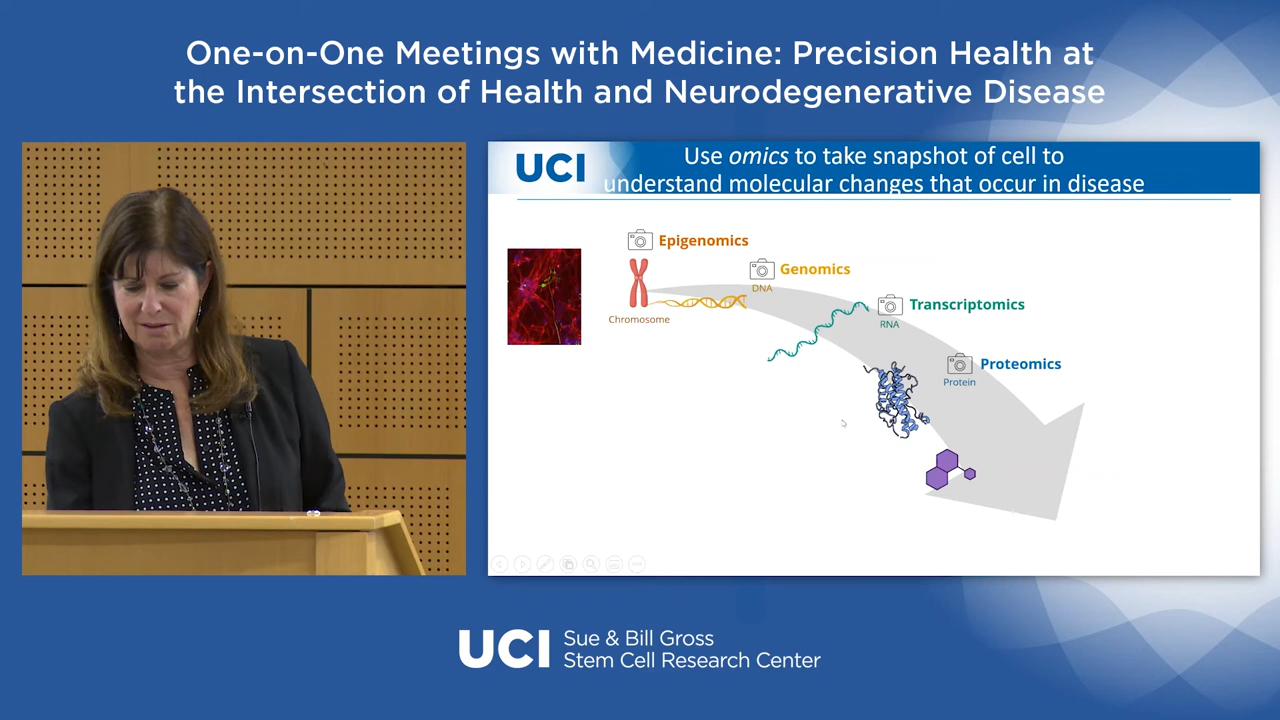 One-on-One Meetings with Medicine: Precision Health at
the Intersection of Health and Neurodegenerative Disease
UCI
Use omics to take snapshot of cell to
understand molecular changes that occur in disease
Epigenomics
Chromosome
Genomics
DNA
Transcriptomics
RNA
Proteomics
Protein
UCI
Sue & Bill Gross
Stem Cell Research Center